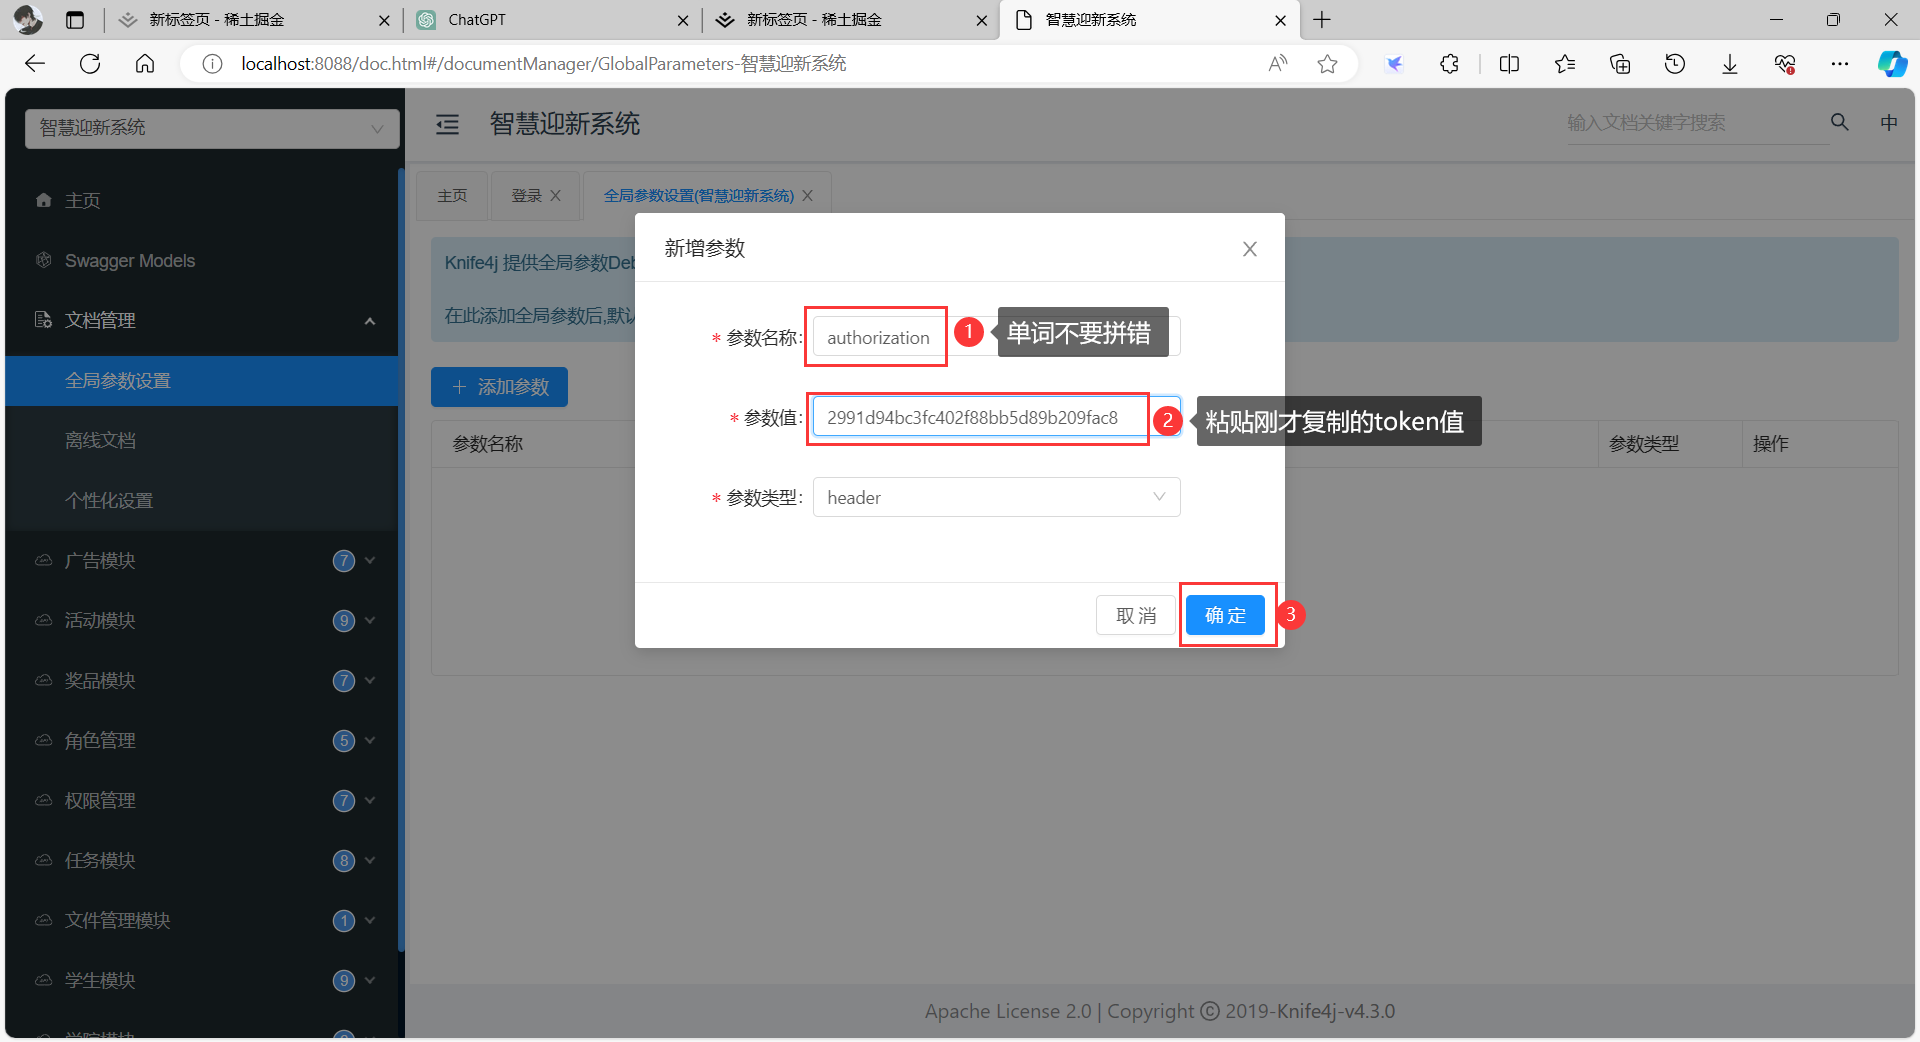 新标签页 - 稀土掘金
ChatGPT
新标签页 - 稀土掘金
智慧迎新系统
localhost:8088/doc.html#/documentManager/GlobalParameters-智慧迎新系统
智慧迎新系统
智慧迎新系统
输入文档关键字搜索
中
主页
Swagger Models
文档管理
全局参数设置
离线文档
个性化设置
广告模块 7
活动模块 9
奖品模块 7
角色管理 5
权限管理 7
任务模块 8
文件管理模块 1
学生模块 9
主页
登录
全局参数设置(智慧迎新系统)
Knife4j 提供全局参数Deb
在此添加全局参数后,默认
添加参数
参数名称
参数类型
操作
新增参数
* 参数名称: authorization
1 单词不要拼错
* 参数值: 2991d94bc3fc402f88bb5d89b209fac8
2 粘贴刚才复制的token值
* 参数类型: header
取 消
确 定
3
Apache License 2.0 | Copyright © 2019-Knife4j-v4.3.0